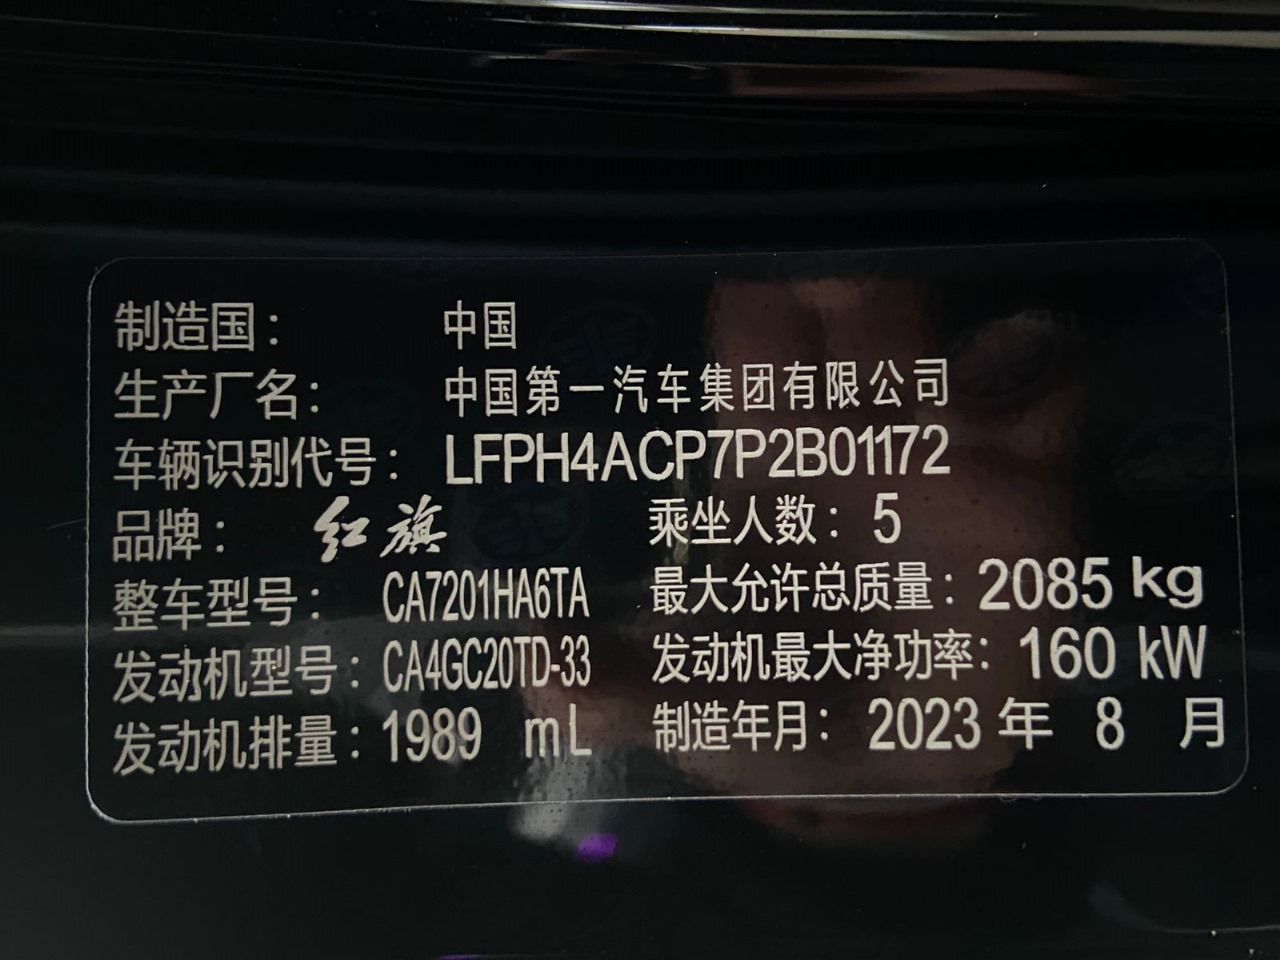 制造国： 中国
生产厂名： 中国第一汽车集团有限公司
车辆识别代号： LFPH4ACP7P2B01172
品牌： 红旗 乘坐人数： 5
整车型号： CA7201HA6TA 最大允许总质量： 2085 kg
发动机型号： CA4GC20TD-33 发动机最大净功率： 160 kW
发动机排量： 1989 mL 制造年月： 2023 年 8 月